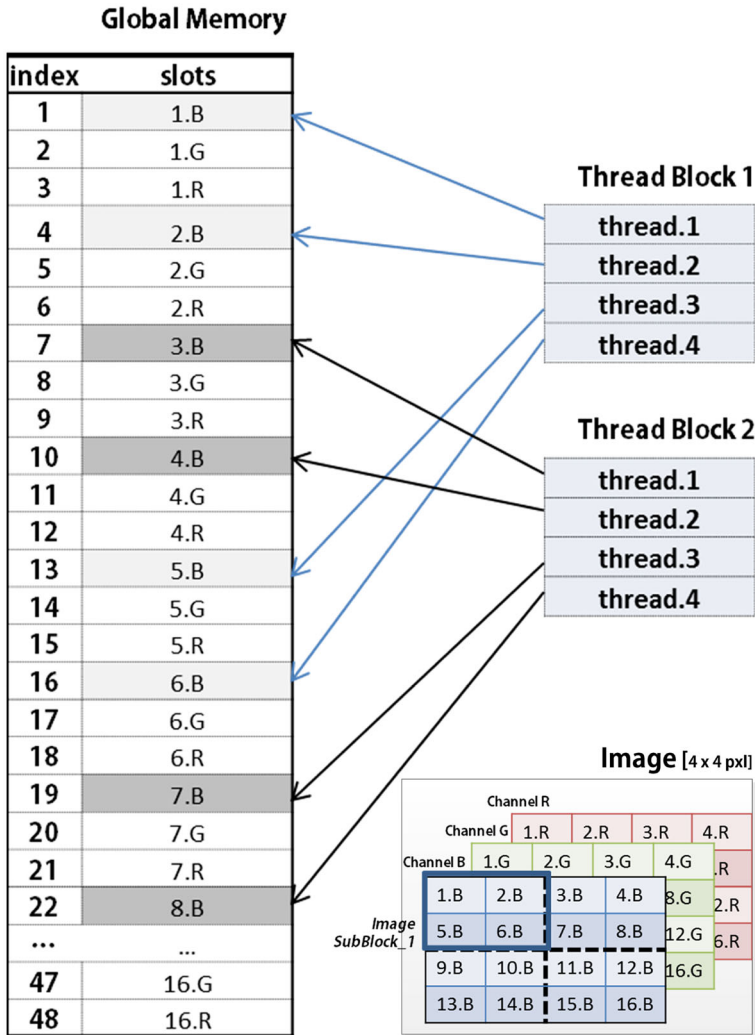 Global Memory
index slots
1 1.B
2 1.G
3 1.R
4 2.B
5 2.G
6 2.R
7 3.B
8 3.G
9 3.R
10 4.B
11 4.G
12 4.R
13 5.B
14 5.G
15 5.R
16 6.B
17 6.G
18 6.R
19 7.B
20 7.G
21 7.R
22 8.B
... ...
47 16.G
48 16.R
Thread Block 1
thread.1
thread.2
thread.3
thread.4
Thread Block 2
thread.1
thread.2
thread.3
thread.4
Image [4 x 4 pxl]
Channel R
Channel G 1.R 2.R 3.R 4.R
Channel B 1.G 2.G 3.G 4.G .R
1.B 2.B 3.B 4.B 8.G 2.R
Image
SubBlock_1
5.B 6.B 7.B 8.B 12.G 6.R
9.B 10.B 11.B 12.B 16.G
13.B 14.B 15.B 16.B